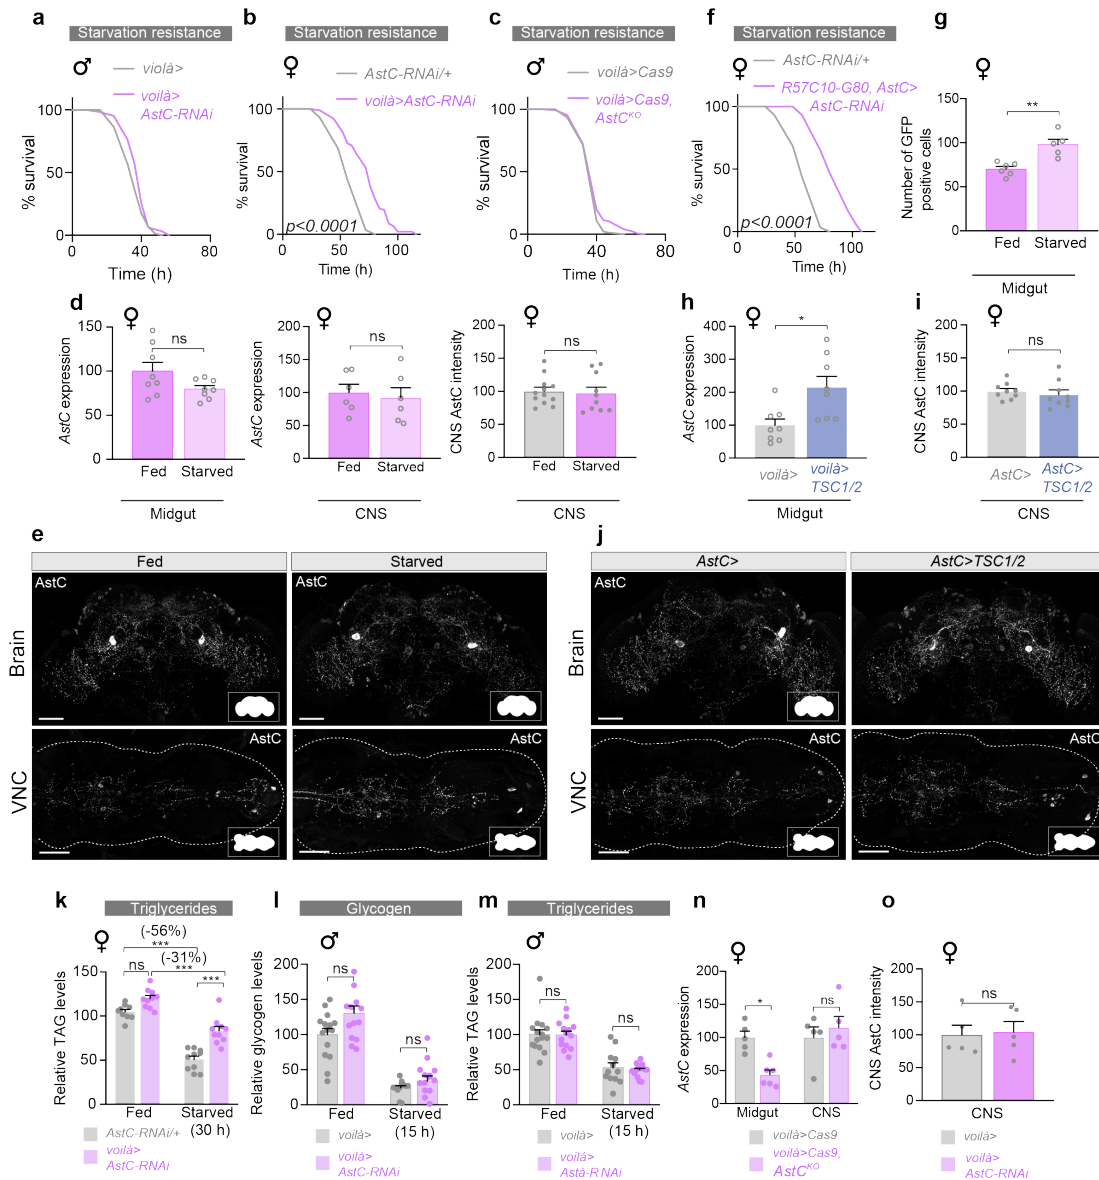 a
Starvation resistance
♂
violà>
voilà>
AstC-RNAi
% survival
100
50
0
0
40
80
Time (h)
b
Starvation resistance
♀
AstC-RNAi/+
voilà>AstC-RNAi
% survival
100
50
0
p<0.0001
0
50
100
Time (h)
c
Starvation resistance
♂
voilà>Cas9
voilà>Cas9,
AstCKO
% survival
100
50
0
0
40
80
Time (h)
f
Starvation resistance
♀
AstC-RNAi/+
R57C10-G80, AstC>
AstC-RNAi
% survival
100
50
0
p<0.0001
0
50
100
Time (h)
g
♀
Number of GFP
positive cells
150
100
50
0
**
Fed
Starved
Midgut
d
♀
AstC expression
150
100
50
0
ns
Fed
Starved
Midgut
♀
AstC expression
200
150
100
50
0
ns
Fed
Starved
CNS
♀
CNS AstC intensity
200
150
100
50
0
ns
Fed
Starved
CNS
h
♀
AstC expression
400
300
200
100
0
*
voilà>
voilà>
TSC1/2
Midgut
i
♀
CNS AstC intensity
200
150
100
50
0
ns
AstC>
AstC>
TSC1/2
CNS
e
Fed
Starved
Brain
AstC
VNC
AstC
AstC
j
AstC>
AstC>TSC1/2
Brain
AstC
VNC
AstC
AstC
k
Triglycerides
♀
(-56%)
***
(-31%)
ns
***
***
Relative TAG levels
150
100
50
0
Fed
Starved
(30 h)
AstC-RNAi/+
voilà>
AstC-RNAi
l
Glycogen
♂
ns
ns
Relative glycogen levels
200
150
100
50
0
Fed
Starved
(15 h)
voilà>
voilà>
AstC-RNAi
m
Triglycerides
♂
ns
ns
Relative TAG levels
200
150
100
50
0
Fed
Starved
(15 h)
voilà>
voilà>
Astà-R NAi
n
♀
*
ns
AstC expression
200
150
100
50
0
Midgut
CNS
voilà>Cas9
voilà>Cas9,
AstCKO
o
♀
ns
CNS AstC intensity
200
150
100
50
0
CNS
voilà>
voilà>
AstC-RNAi